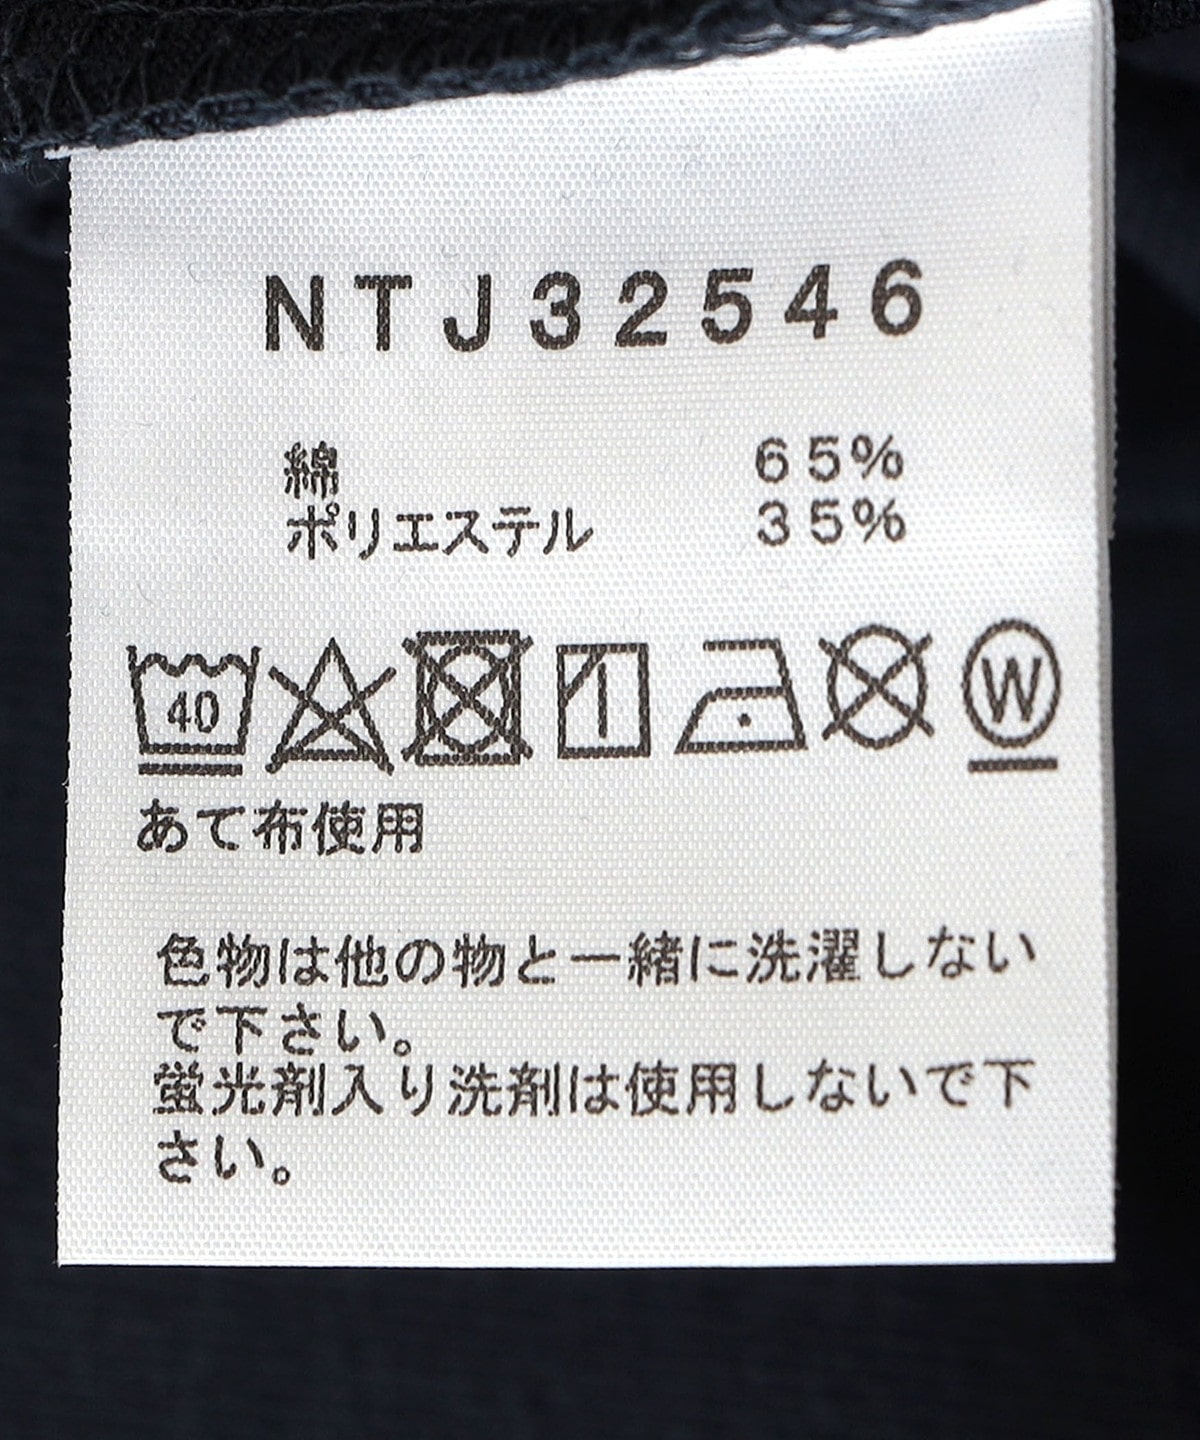 NTJ32546
綿 65%
ポリエステル 35%
40 W
あて布使用
色物は他の物と一緒に洗濯しない
で下さい。
蛍光剤入り洗剤は使用しないで下
さい。